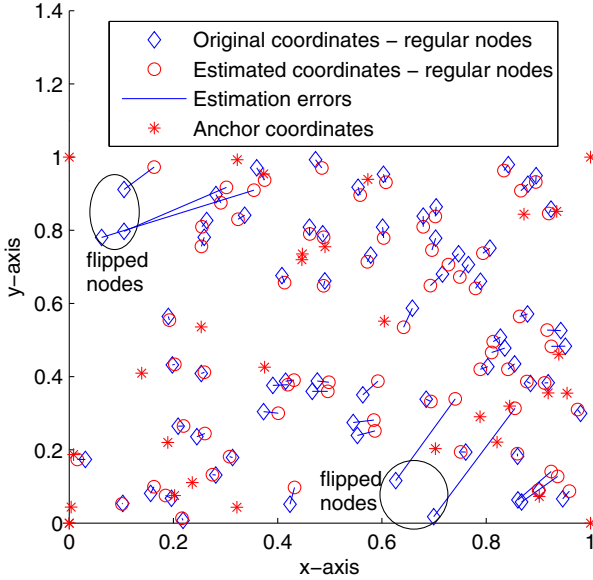 1.4
1.2
1
0.8
0.6
0.4
0.2
0
y-axis
Original coordinates – regular nodes
Estimated coordinates – regular nodes
Estimation errors
Anchor coordinates
flipped
nodes
flipped
nodes
0 0.2 0.4 0.6 0.8 1
x-axis